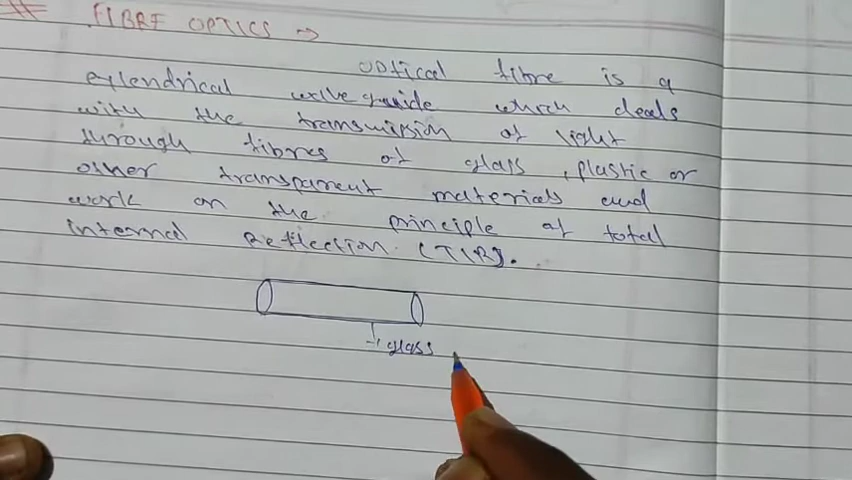 # FIBRE OPTICS →
Optical fibre is a
cylendrical wave guide which deals
with the transmission of light
through fibres of glass, plastic or
other transparent materials and
work on the principle of total
internal Reflection. (TIR).
→ glass